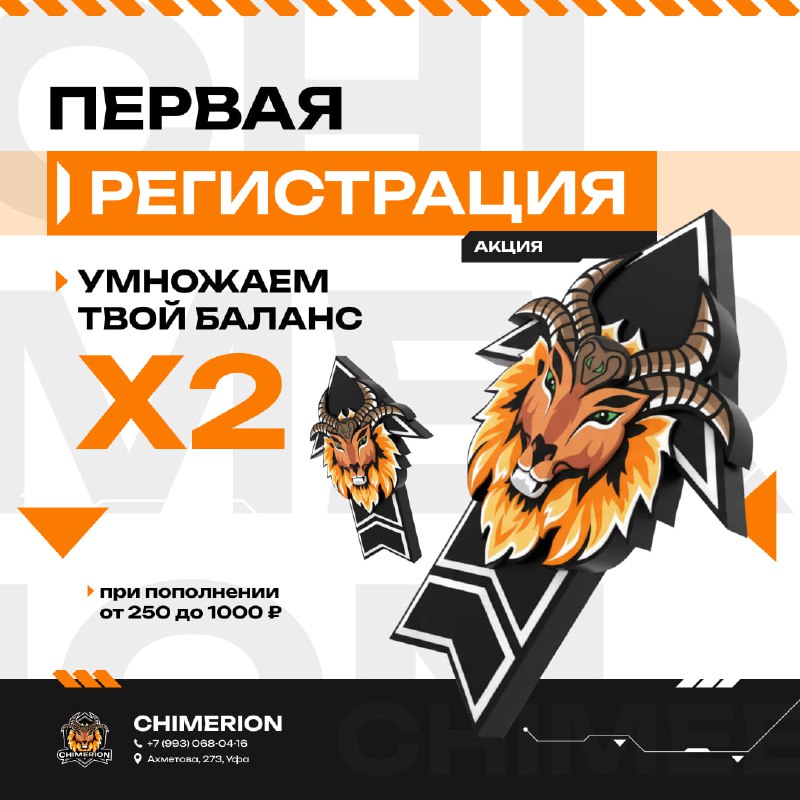 ПЕРВАЯ
РЕГИСТРАЦИЯ
АКЦИЯ
УМНОЖАЕМ
ТВОЙ БАЛАНС
X2
при пополнении
от 250 до 1000 ₽
CHIMERION
CHIMERION
+7 (993) 068-04-16
Ахметова, 273, Уфа